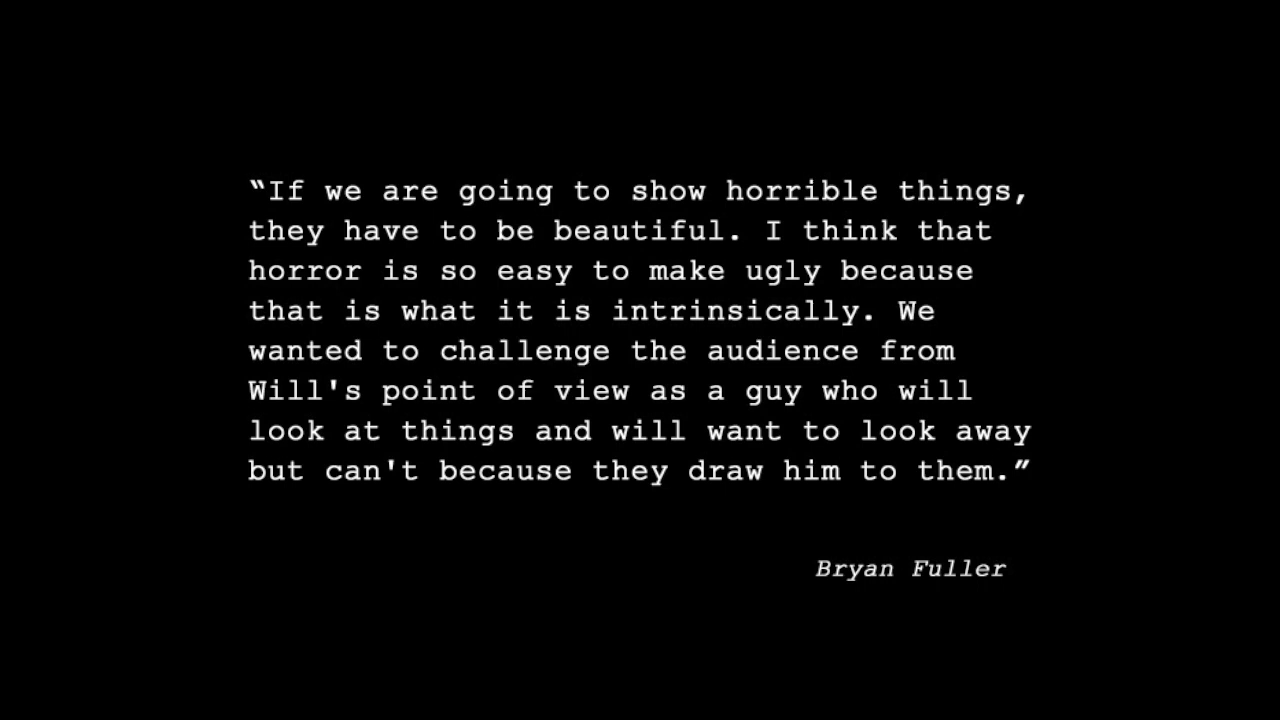 “If we are going to show horrible things,
they have to be beautiful. I think that
horror is so easy to make ugly because
that is what it is intrinsically. We
wanted to challenge the audience from
Will's point of view as a guy who will
look at things and will want to look away
but can't because they draw him to them.”
Bryan Fuller